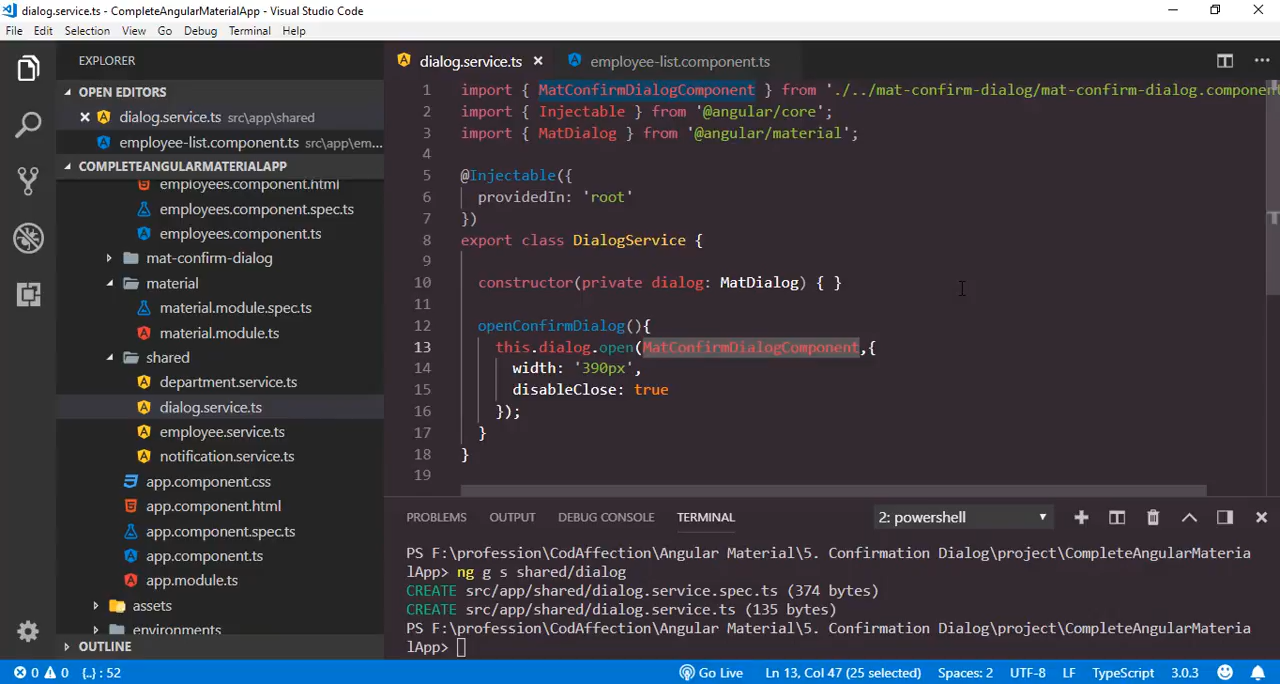 dialog.service.ts - CompleteAngularMaterialApp - Visual Studio Code
File Edit Selection View Go Debug Terminal Help
EXPLORER
OPEN EDITORS
dialog.service.ts src\app\shared
employee-list.component.ts src\app\em...
COMPLETEANGULARMATERIALAPP
employees.component.html
employees.component.spec.ts
employees.component.ts
mat-confirm-dialog
material
material.module.spec.ts
material.module.ts
shared
department.service.ts
dialog.service.ts
employee.service.ts
notification.service.ts
app.component.css
app.component.html
app.component.spec.ts
app.component.ts
app.module.ts
assets
environments
OUTLINE
dialog.service.ts employee-list.component.ts
1 import { MatConfirmDialogComponent } from './../mat-confirm-dialog/mat-confirm-dialog.component
2 import { Injectable } from '@angular/core';
3 import { MatDialog } from '@angular/material';
4
5 @Injectable({
6 providedIn: 'root'
7 })
8 export class DialogService {
9
10 constructor(private dialog: MatDialog) { }
11
12 openConfirmDialog(){
13 this.dialog.open(MatConfirmDialogComponent,{
14 width: '390px',
15 disableClose: true
16 });
17 }
18 }
19
PROBLEMS OUTPUT DEBUG CONSOLE TERMINAL 2: powershell
PS F:\profession\CodAffection\Angular Material\5. Confirmation Dialog\project\CompleteAngularMateria
lApp> ng g s shared/dialog
CREATE src/app/shared/dialog.service.spec.ts (374 bytes)
CREATE src/app/shared/dialog.service.ts (135 bytes)
PS F:\profession\CodAffection\Angular Material\5. Confirmation Dialog\project\CompleteAngularMateria
lApp>
0 0 {..} : 52 Go Live Ln 13, Col 47 (25 selected) Spaces: 2 UTF-8 LF TypeScript 3.0.3